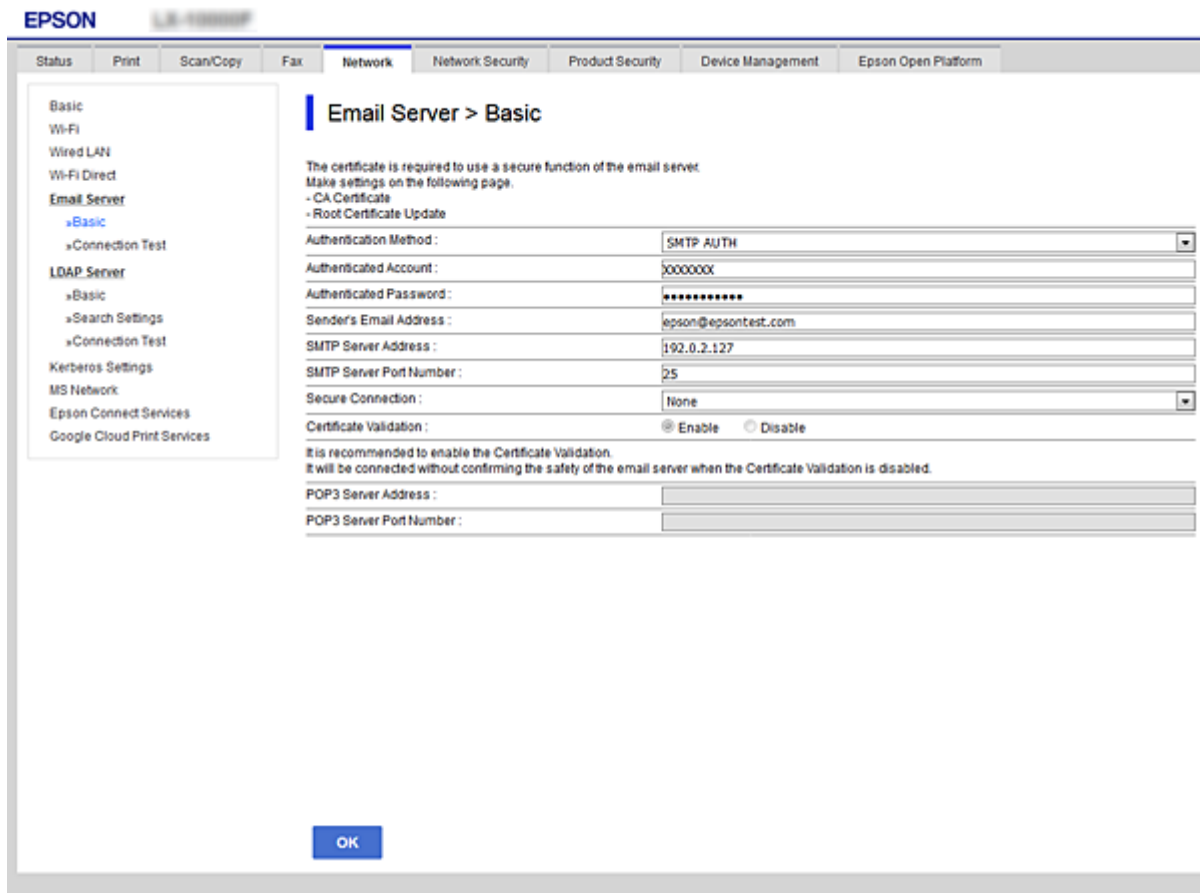 EPSON
Status Print Scan/Copy Fax Network Network Security Product Security Device Management Epson Open Platform
Basic
Wi-Fi
Wired LAN
Wi-Fi Direct
Email Server
»Basic
»Connection Test
LDAP Server
»Basic
»Search Settings
»Connection Test
Kerberos Settings
MS Network
Epson Connect Services
Google Cloud Print Services
Email Server > Basic
The certificate is required to use a secure function of the email server.
Make settings on the following page.
- CA Certificate
- Root Certificate Update
Authentication Method : SMTP AUTH
Authenticated Account : XXXXXXX
Authenticated Password : •••••••••••
Sender's Email Address : epson@epsontest.com
SMTP Server Address : 192.0.2.127
SMTP Server Port Number : 25
Secure Connection : None
Certificate Validation : Enable Disable
It is recommended to enable the Certificate Validation.
It will be connected without confirming the safety of the email server when the Certificate Validation is disabled.
POP3 Server Address :
POP3 Server Port Number :
OK